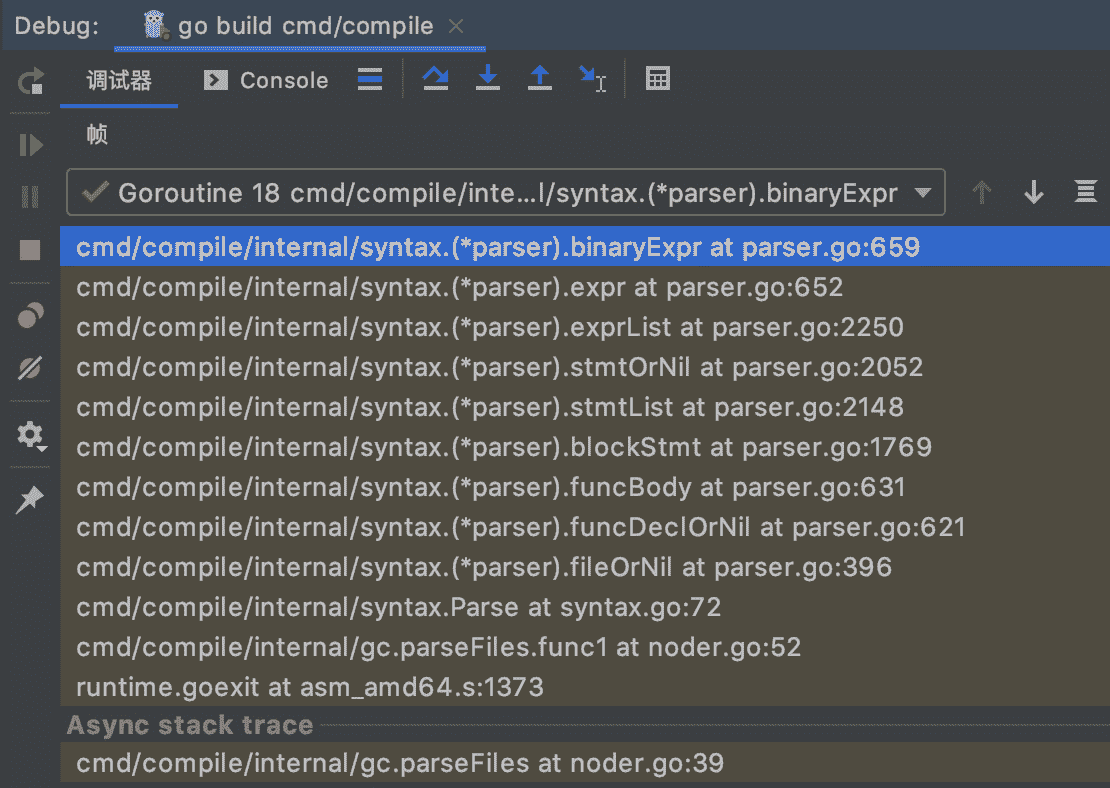 Debug: go build cmd/compile
调试器 Console
帧
Goroutine 18 cmd/compile/inte...l/syntax.(*parser).binaryExpr
cmd/compile/internal/syntax.(*parser).binaryExpr at parser.go:659
cmd/compile/internal/syntax.(*parser).expr at parser.go:652
cmd/compile/internal/syntax.(*parser).exprList at parser.go:2250
cmd/compile/internal/syntax.(*parser).stmtOrNil at parser.go:2052
cmd/compile/internal/syntax.(*parser).stmtList at parser.go:2148
cmd/compile/internal/syntax.(*parser).blockStmt at parser.go:1769
cmd/compile/internal/syntax.(*parser).funcBody at parser.go:631
cmd/compile/internal/syntax.(*parser).funcDeclOrNil at parser.go:621
cmd/compile/internal/syntax.(*parser).fileOrNil at parser.go:396
cmd/compile/internal/syntax.Parse at syntax.go:72
cmd/compile/internal/gc.parseFiles.func1 at noder.go:52
runtime.goexit at asm_amd64.s:1373
Async stack trace
cmd/compile/internal/gc.parseFiles at noder.go:39